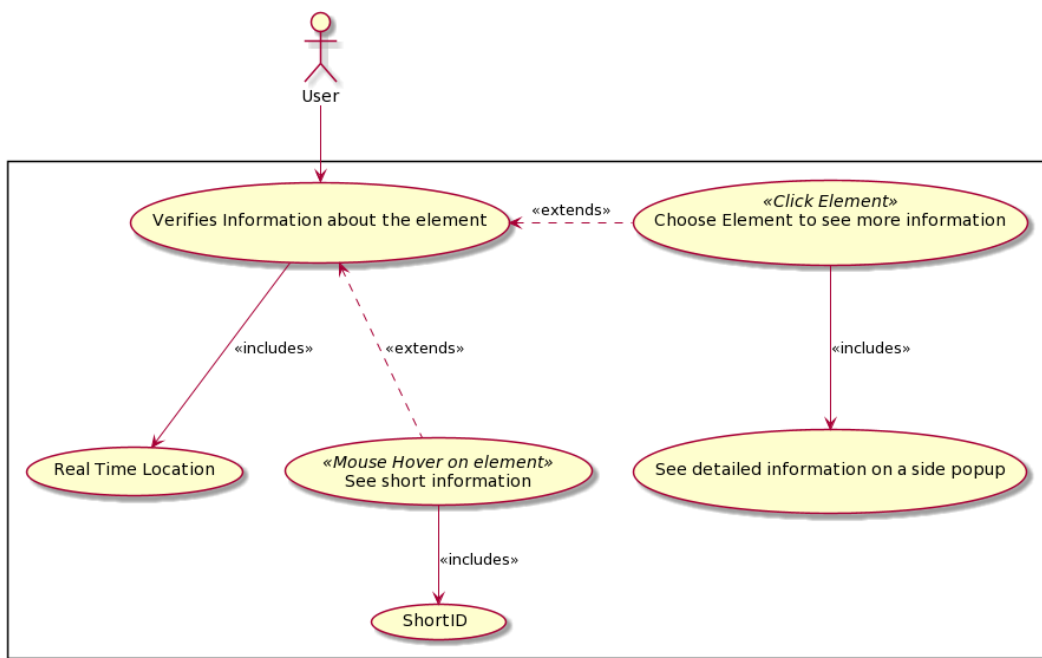 User
Verifies Information about the element
«extends»
«Click Element»
Choose Element to see more information
«includes»
«extends»
«includes»
Real Time Location
«Mouse Hover on element»
See short information
See detailed information on a side popup
«includes»
ShortID